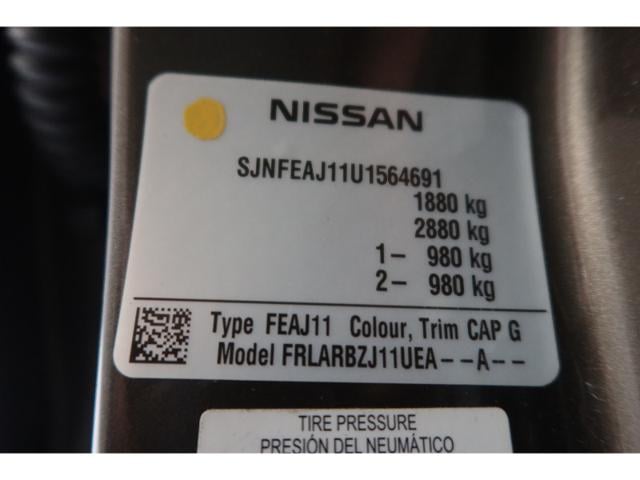 NISSAN
SJNFEAJ11U1564691
1880 kg
2880 kg
1- 980 kg
2- 980 kg
Type FEAJ11 Colour, Trim CAP G
Model FRLARBZJ11UEA--A--
TIRE PRESSURE
PRESIÓN DEL NEUMÁTICO